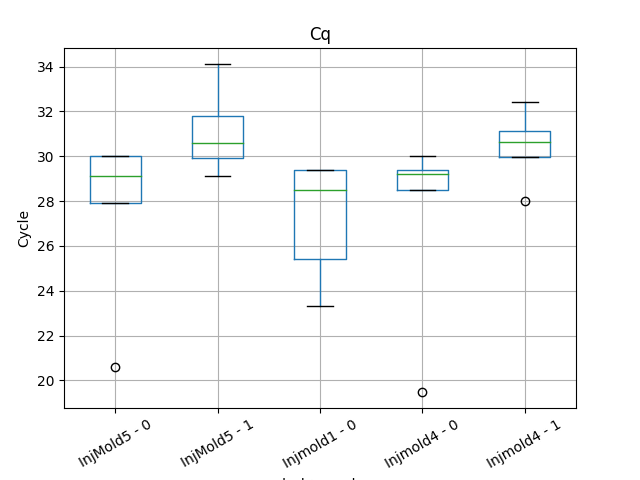 Cq
Cycle
34
32
30
28
26
24
22
20
InjMold5 - 0
InjMold5 - 1
Injmold1 - 0
Injmold4 - 0
Injmold4 - 1